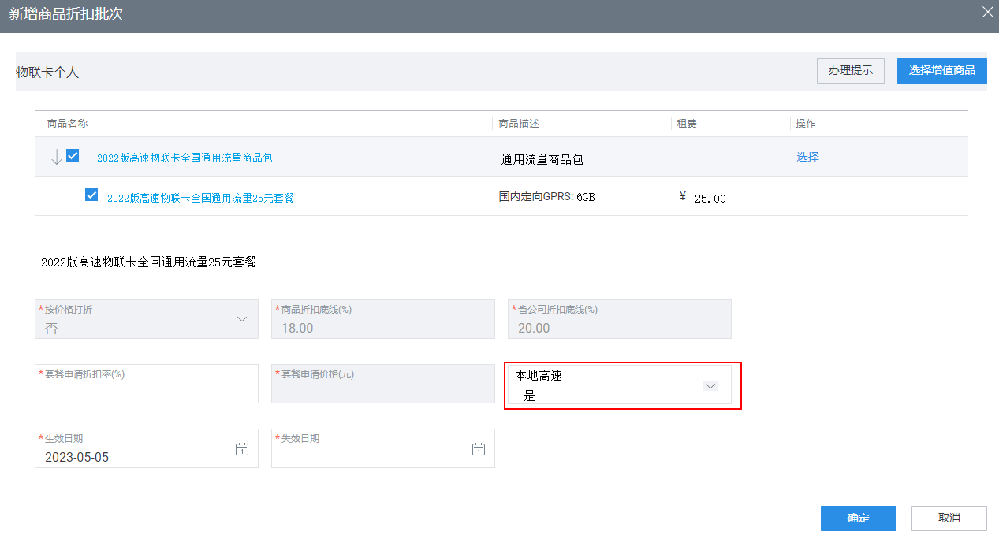 新增商品折扣批次
物联卡个人
办理提示
选择增值商品
商品名称
商品描述
租费
操作
2022版高速物联卡全国通用流量商品包
通用流量商品包
选择
2022版高速物联卡全国通用流量25元套餐
国内定向GPRS: 6GB
¥ 25.00
2022版高速物联卡全国通用流量25元套餐
*按价格打折
否
*商品折扣底线(%)
18.00
*省公司折扣底线(%)
20.00
*套餐申请折扣率(%)
*套餐申请价格(元)
本地高速
是
*生效日期
2023-05-05
*失效日期
确定
取消